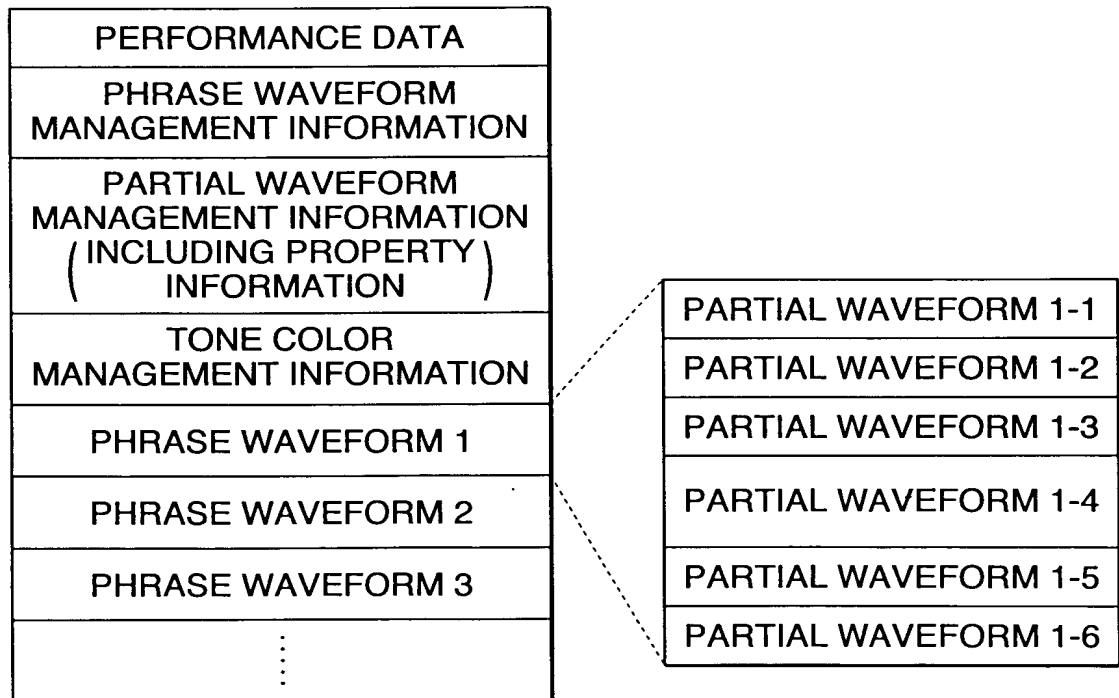 PERFORMANCE DATA
PHRASE WAVEFORM
MANAGEMENT INFORMATION
PARTIAL WAVEFORM
MANAGEMENT INFORMATION
(INCLUDING PROPERTY
INFORMATION)
TONE COLOR
MANAGEMENT INFORMATION
PHRASE WAVEFORM 1
PHRASE WAVEFORM 2
PHRASE WAVEFORM 3
PARTIAL WAVEFORM 1-1
PARTIAL WAVEFORM 1-2
PARTIAL WAVEFORM 1-3
PARTIAL WAVEFORM 1-4
PARTIAL WAVEFORM 1-5
PARTIAL WAVEFORM 1-6